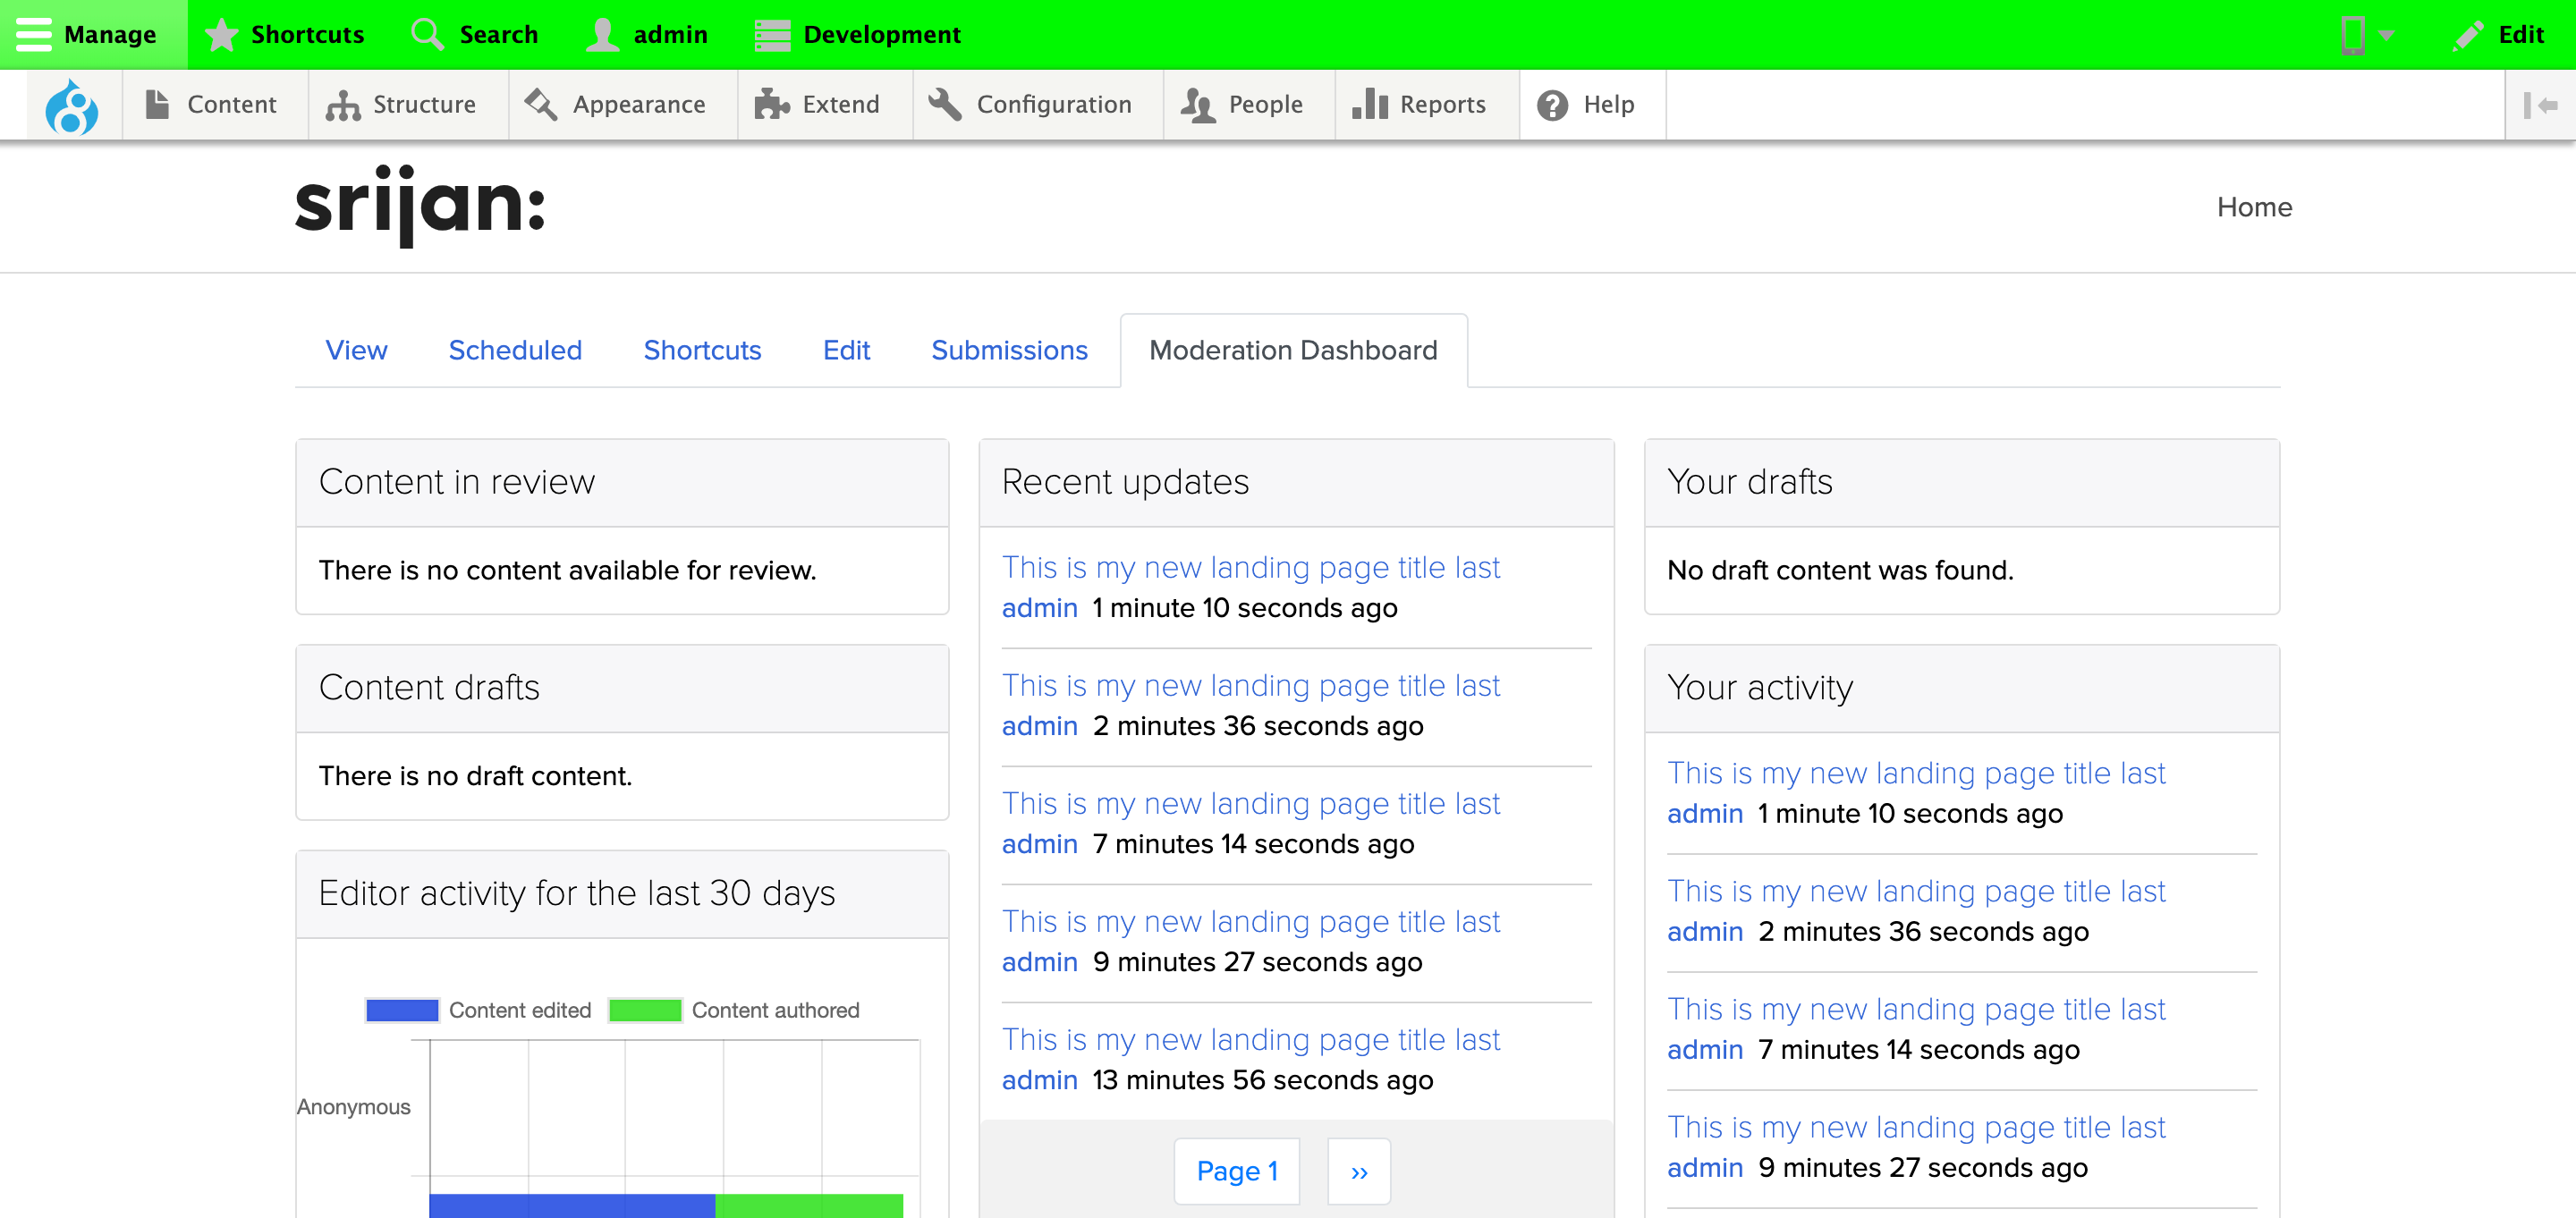 Manage Shortcuts Search admin Development Edit
Content Structure Appearance Extend Configuration People Reports Help
srijan:
Home
View Scheduled Shortcuts Edit Submissions Moderation Dashboard
Content in review
There is no content available for review.
Content drafts
There is no draft content.
Editor activity for the last 30 days
Content edited Content authored
Anonymous
Recent updates
This is my new landing page title last
admin 1 minute 10 seconds ago
This is my new landing page title last
admin 2 minutes 36 seconds ago
This is my new landing page title last
admin 7 minutes 14 seconds ago
This is my new landing page title last
admin 9 minutes 27 seconds ago
This is my new landing page title last
admin 13 minutes 56 seconds ago
Page 1 ››
Your drafts
No draft content was found.
Your activity
This is my new landing page title last
admin 1 minute 10 seconds ago
This is my new landing page title last
admin 2 minutes 36 seconds ago
This is my new landing page title last
admin 7 minutes 14 seconds ago
This is my new landing page title last
admin 9 minutes 27 seconds ago